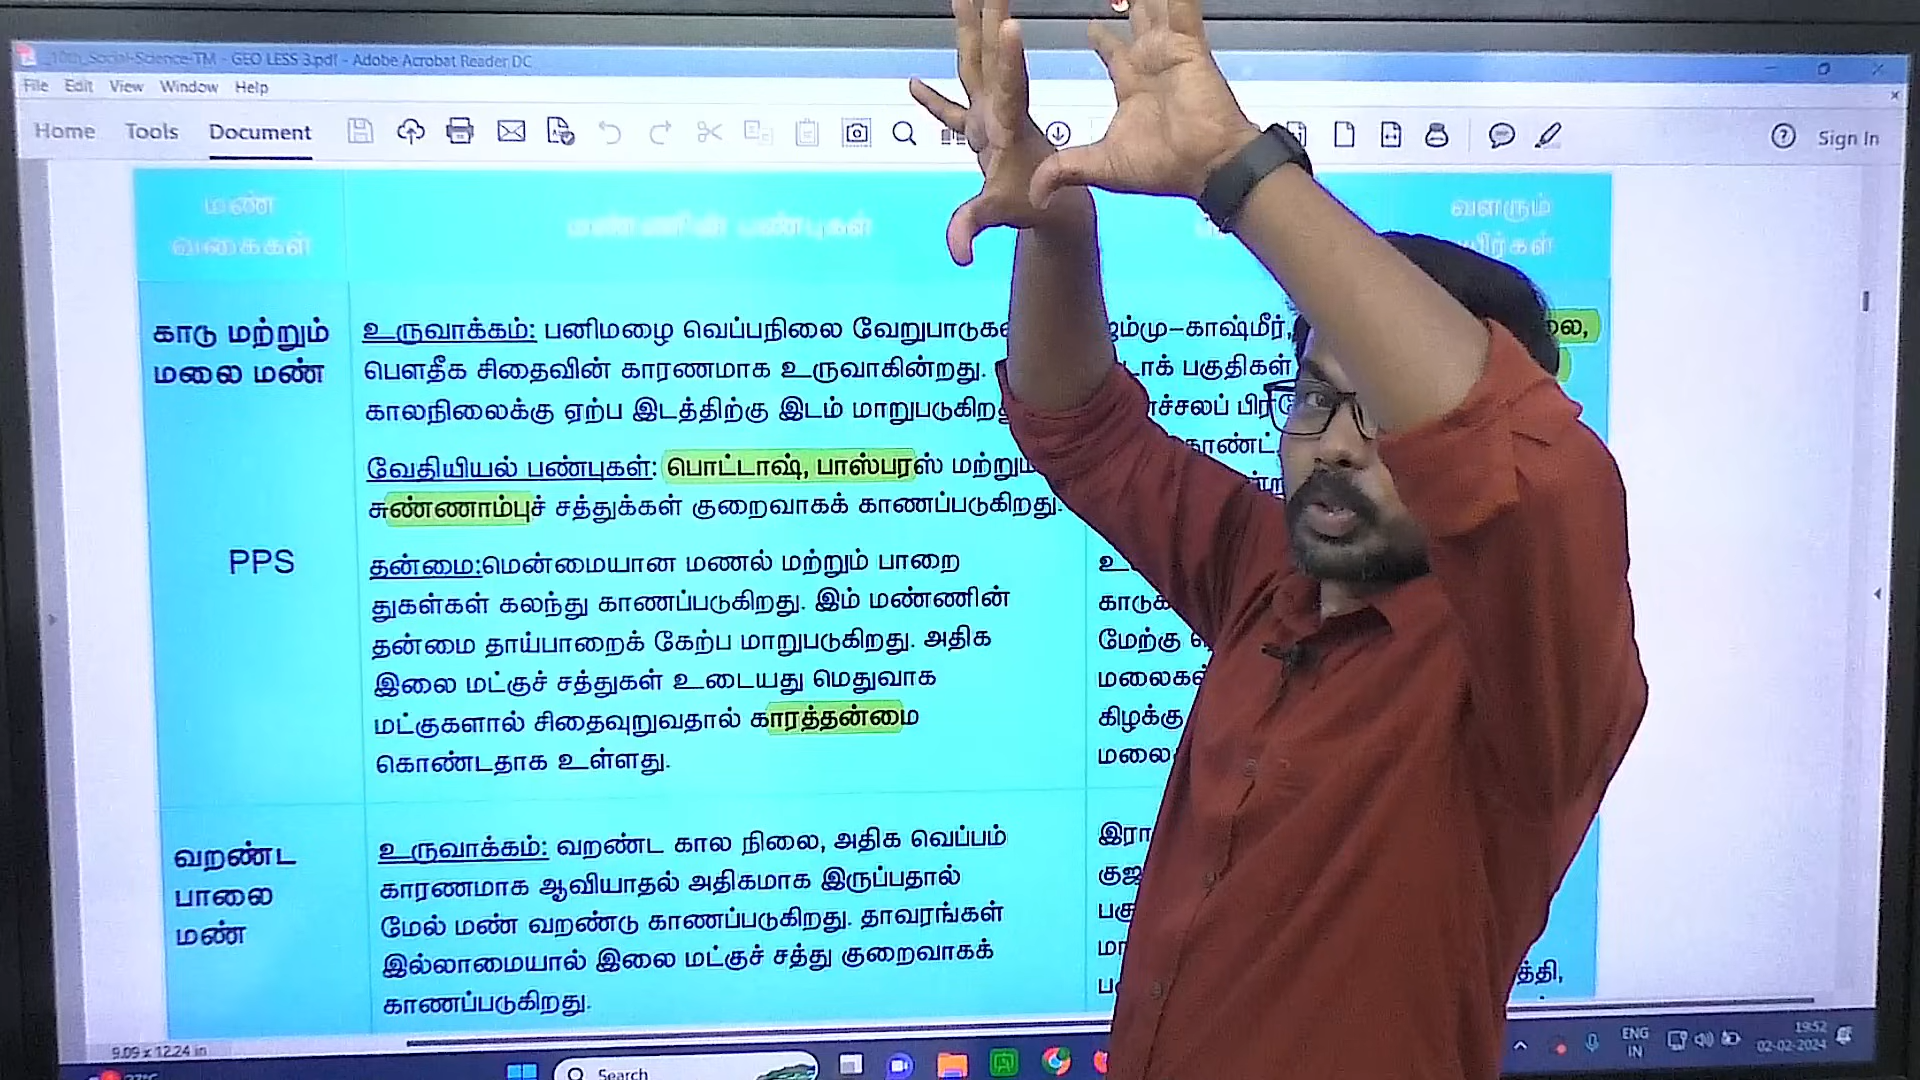 _10th_Social-Science-TM - GEO LESS 3.pdf - Adobe Acrobat Reader DC
File Edit View Window Help
Home Tools Document Sign In
மண் வகைகள்
மண்ணின் பண்புகள்
வளரும்
காடு மற்றும்
மலை மண்
PPS
உருவாக்கம்: பனிமழை வெப்பநிலை
பௌதீக சிதைவின் காரணமாக உருவாகின்றது.
காலநிலைக்கு ஏற்ப இடத்திற்கு இடம்
வேதியியல் பண்புகள்: பொட்டாஷ், பாஸ்பரஸ் மற்றும்
சுண்ணாம்புச் சத்துக்கள் குறைவாகக் காணப்படுகிறது.
தன்மை:மென்மையான மணல் மற்றும் பாறை
துகள்கள் கலந்து காணப்படுகிறது. இம் மண்ணின்
தன்மை தாய்பாறைக் கேற்ப மாறுபடுகிறது. அதிக
இலை மட்குச் சத்துகள் உடையது மெதுவாக
மட்குகளால் சிதைவுறுவதால் காரத்தன்மை
கொண்டதாக உள்ளது.
பகுதிகள்
மேற்கு
கிழக்கு
வறண்ட
பாலை
மண்
உருவாக்கம்: வறண்ட கால நிலை, அதிக வெப்பம்
காரணமாக ஆவியாதல் அதிகமாக இருப்பதால்
மேல் மண் வறண்டு காணப்படுகிறது. தாவரங்கள்
இல்லாமையால் இலை மட்குச் சத்து குறைவாகக்
காணப்படுகிறது.
9.09 x 12.24 in
Search
ENG
IN
19:52
02-02-2024